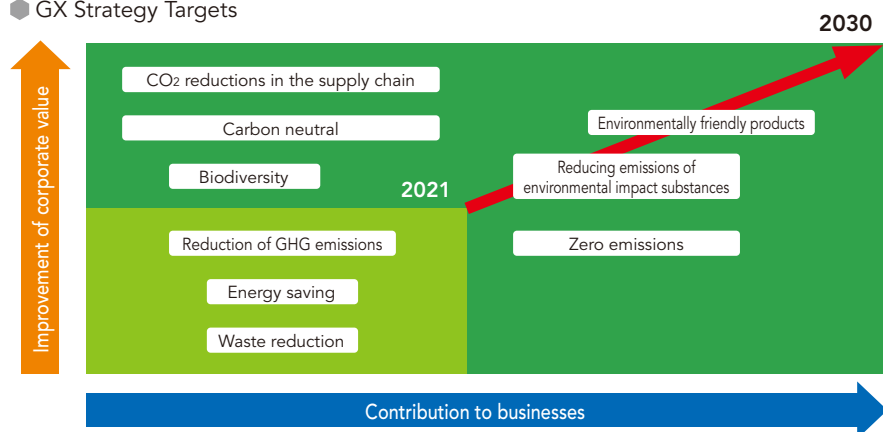 GX Strategy Targets
2030
Improvement of corporate value
CO2 reductions in the supply chain
Carbon neutral
Biodiversity
2021
Environmentally friendly products
Reducing emissions of
environmental impact substances
Zero emissions
Reduction of GHG emissions
Energy saving
Waste reduction
Contribution to businesses